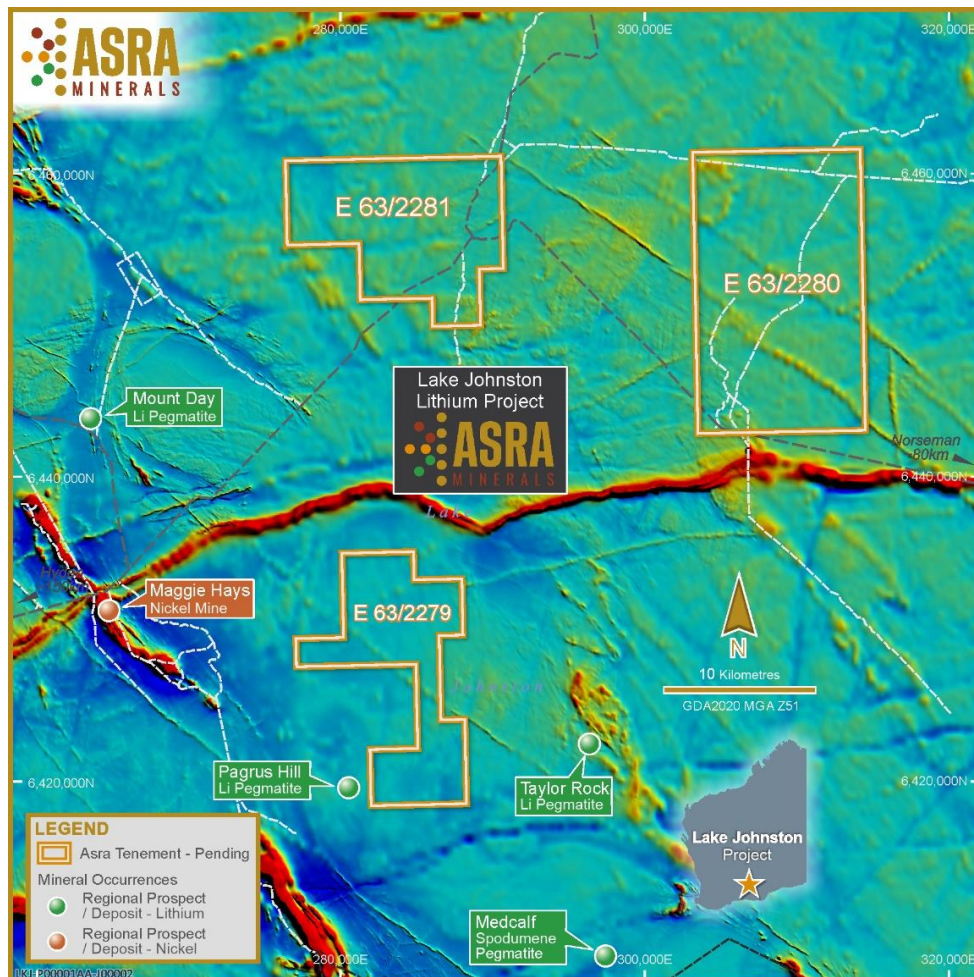 ASRA
MINERALS
280,000E
300,000E
320,000E
6,460,000N
6,460,000N
E 63/2281
E 63/2280
Lake Johnston
Lithium Project
ASRA
MINERALS
Mount Day
Li Pegmatite
Norseman
80km
6,440,000N
6,440,000N
Lake
Maggie Hays
Nickel Mine
E 63/2279
N
10 Kilometres
GDA2020 MGA Z51
Johnston
Pagrus Hill
Li Pegmatite
Taylor Rock
Li Pegmatite
6,420,000N
6,420,000N
Lake Johnston
Project
LEGEND
Asra Tenement - Pending
Mineral Occurrences
Regional Prospect
/ Deposit - Lithium
Regional Prospect
/ Deposit - Nickel
Medcalf
Spodumene
Pegmatite
280,000E
300,000E
320,000E
LKJ-P00001AA-J00002